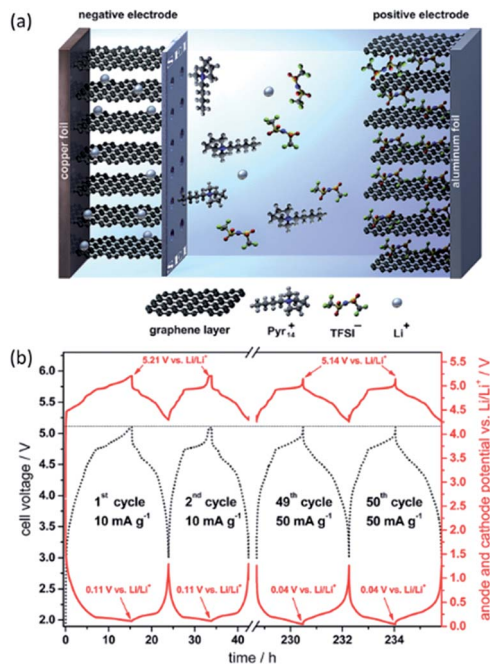 (a)
negative electrode
positive electrode
copper foil
SEI
SEI
aluminum foil
graphene layer
Pyr₁₄⁺
TFSI⁻
Li⁺
(b)
6.0
5.5
5.0
4.5
4.0
3.5
3.0
2.5
2.0
cell voltage / V
5.21 V vs. Li/Li⁺
5.14 V vs. Li/Li⁺
1ˢᵗ cycle
10 mA g⁻¹
2ⁿᵈ cycle
10 mA g⁻¹
49ᵗʰ cycle
50 mA g⁻¹
50ᵗʰ cycle
50 mA g⁻¹
0.11 V vs. Li/Li⁺
0.11 V vs. Li/Li⁺
0.04 V vs. Li/Li⁺
0.04 V vs. Li/Li⁺
5.5
5.0
4.5
4.0
3.5
3.0
2.5
2.0
1.5
1.0
0.5
0.0
anode and cathode potential vs. Li/Li⁺ / V
0 10 20 30 40 230 232 234
time / h